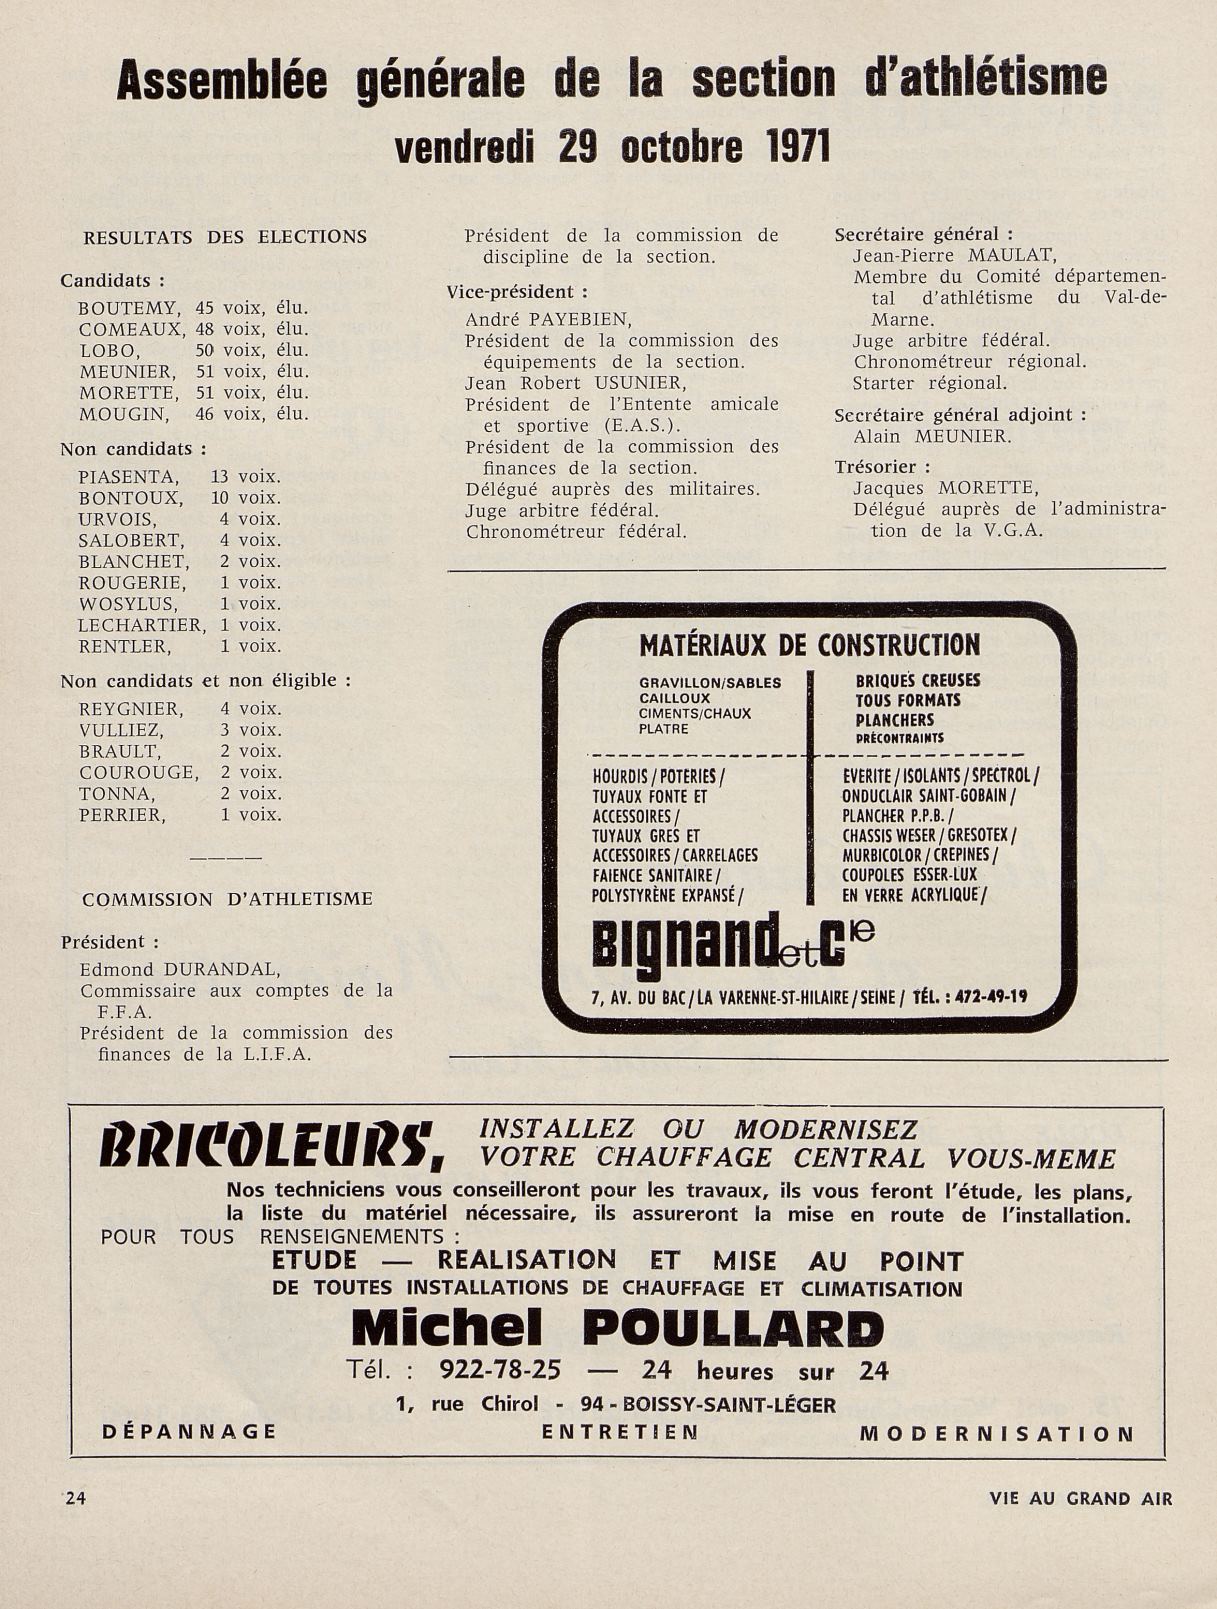 Assemblée générale de la section d'athlétisme
vendredi 29 octobre 1971
RESULTATS DES ELECTIONS
Candidats :
BOUTEMY, 45 voix, élu.
COMEAUX, 48 voix, élu.
LOBO, 50 voix, élu.
MEUNIER, 51 voix, élu.
MORETTE, 51 voix, élu.
MOUGIN, 46 voix, élu.
Non candidats :
PIASENTA, 13 voix.
BONTOUX, 10 voix.
URVOIS, 4 voix.
SALOBERT, 4 voix.
BLANCHET, 2 voix.
ROUGERIE, 1 voix.
WOSYLUS, 1 voix.
LECHARTIER, 1 voix.
RENTLER, 1 voix.
Non candidats et non éligible :
REYGNIER, 4 voix.
VULLIEZ, 3 voix.
BRAULT, 2 voix.
COUROUGE, 2 voix.
TONNA, 2 voix.
PERRIER, 1 voix.
COMMISSION D'ATHLETISME
Président :
Edmond DURANDAL,
Commissaire aux comptes de la
F.F.A.
Président de la commission des
finances de la L.I.F.A.
Président de la commission de
discipline de la section.
Vice-président :
André PAYEBIEN,
Président de la commission des
équipements de la section.
Jean Robert USUNIER,
Président de l'Entente amicale
et sportive (E.A.S.).
Président de la commission des
finances de la section.
Délégué auprès des militaires.
Juge arbitre fédéral.
Chronométreur fédéral.
Secrétaire général :
Jean-Pierre MAULAT,
Membre du Comité départemen-
tal d'athlétisme du Val-de-
Marne.
Juge arbitre fédéral.
Chronométreur régional.
Starter régional.
Secrétaire général adjoint :
Alain MEUNIER.
Trésorier :
Jacques MORETTE,
Délégué auprès de l'administra-
tion de la V.G.A.
MATÉRIAUX DE CONSTRUCTION
GRAVILLON/SABLES
CAILLOUX
CIMENTS/CHAUX
PLATRE
BRIQUES CREUSES
TOUS FORMATS
PLANCHERS
PRÉCONTRAINTS
HOURDIS / POTERIES /
TUYAUX FONTE ET
ACCESSOIRES /
TUYAUX GRES ET
ACCESSOIRES / CARRELAGES
FAIENCE SANITAIRE /
POLYSTYRÈNE EXPANSÉ /
EVERITE / ISOLANTS / SPECTROL /
ONDUCLAIR SAINT-GOBAIN /
PLANCHER P.P.B. /
CHASSIS WESER / GRESOTEX /
MURBICOLOR / CREPINES /
COUPOLES ESSER-LUX
EN VERRE ACRYLIQUE /
BIgnand et Cie
7, AV. DU BAC / LA VARENNE-ST-HILAIRE / SEINE / TÉL. : 472-49-19
BRICOLEURS,
INSTALLEZ OU MODERNISEZ
VOTRE CHAUFFAGE CENTRAL VOUS-MEME
Nos techniciens vous conseilleront pour les travaux, ils vous feront l'étude, les plans,
la liste du matériel nécessaire, ils assureront la mise en route de l'installation.
POUR TOUS RENSEIGNEMENTS :
ETUDE — REALISATION ET MISE AU POINT
DE TOUTES INSTALLATIONS DE CHAUFFAGE ET CLIMATISATION
Michel POULLARD
Tél. : 922-78-25 — 24 heures sur 24
1, rue Chirol - 94 - BOISSY-SAINT-LÉGER
DÉPANNAGE ENTRETIEN MODERNISATION
24
VIE AU GRAND AIR